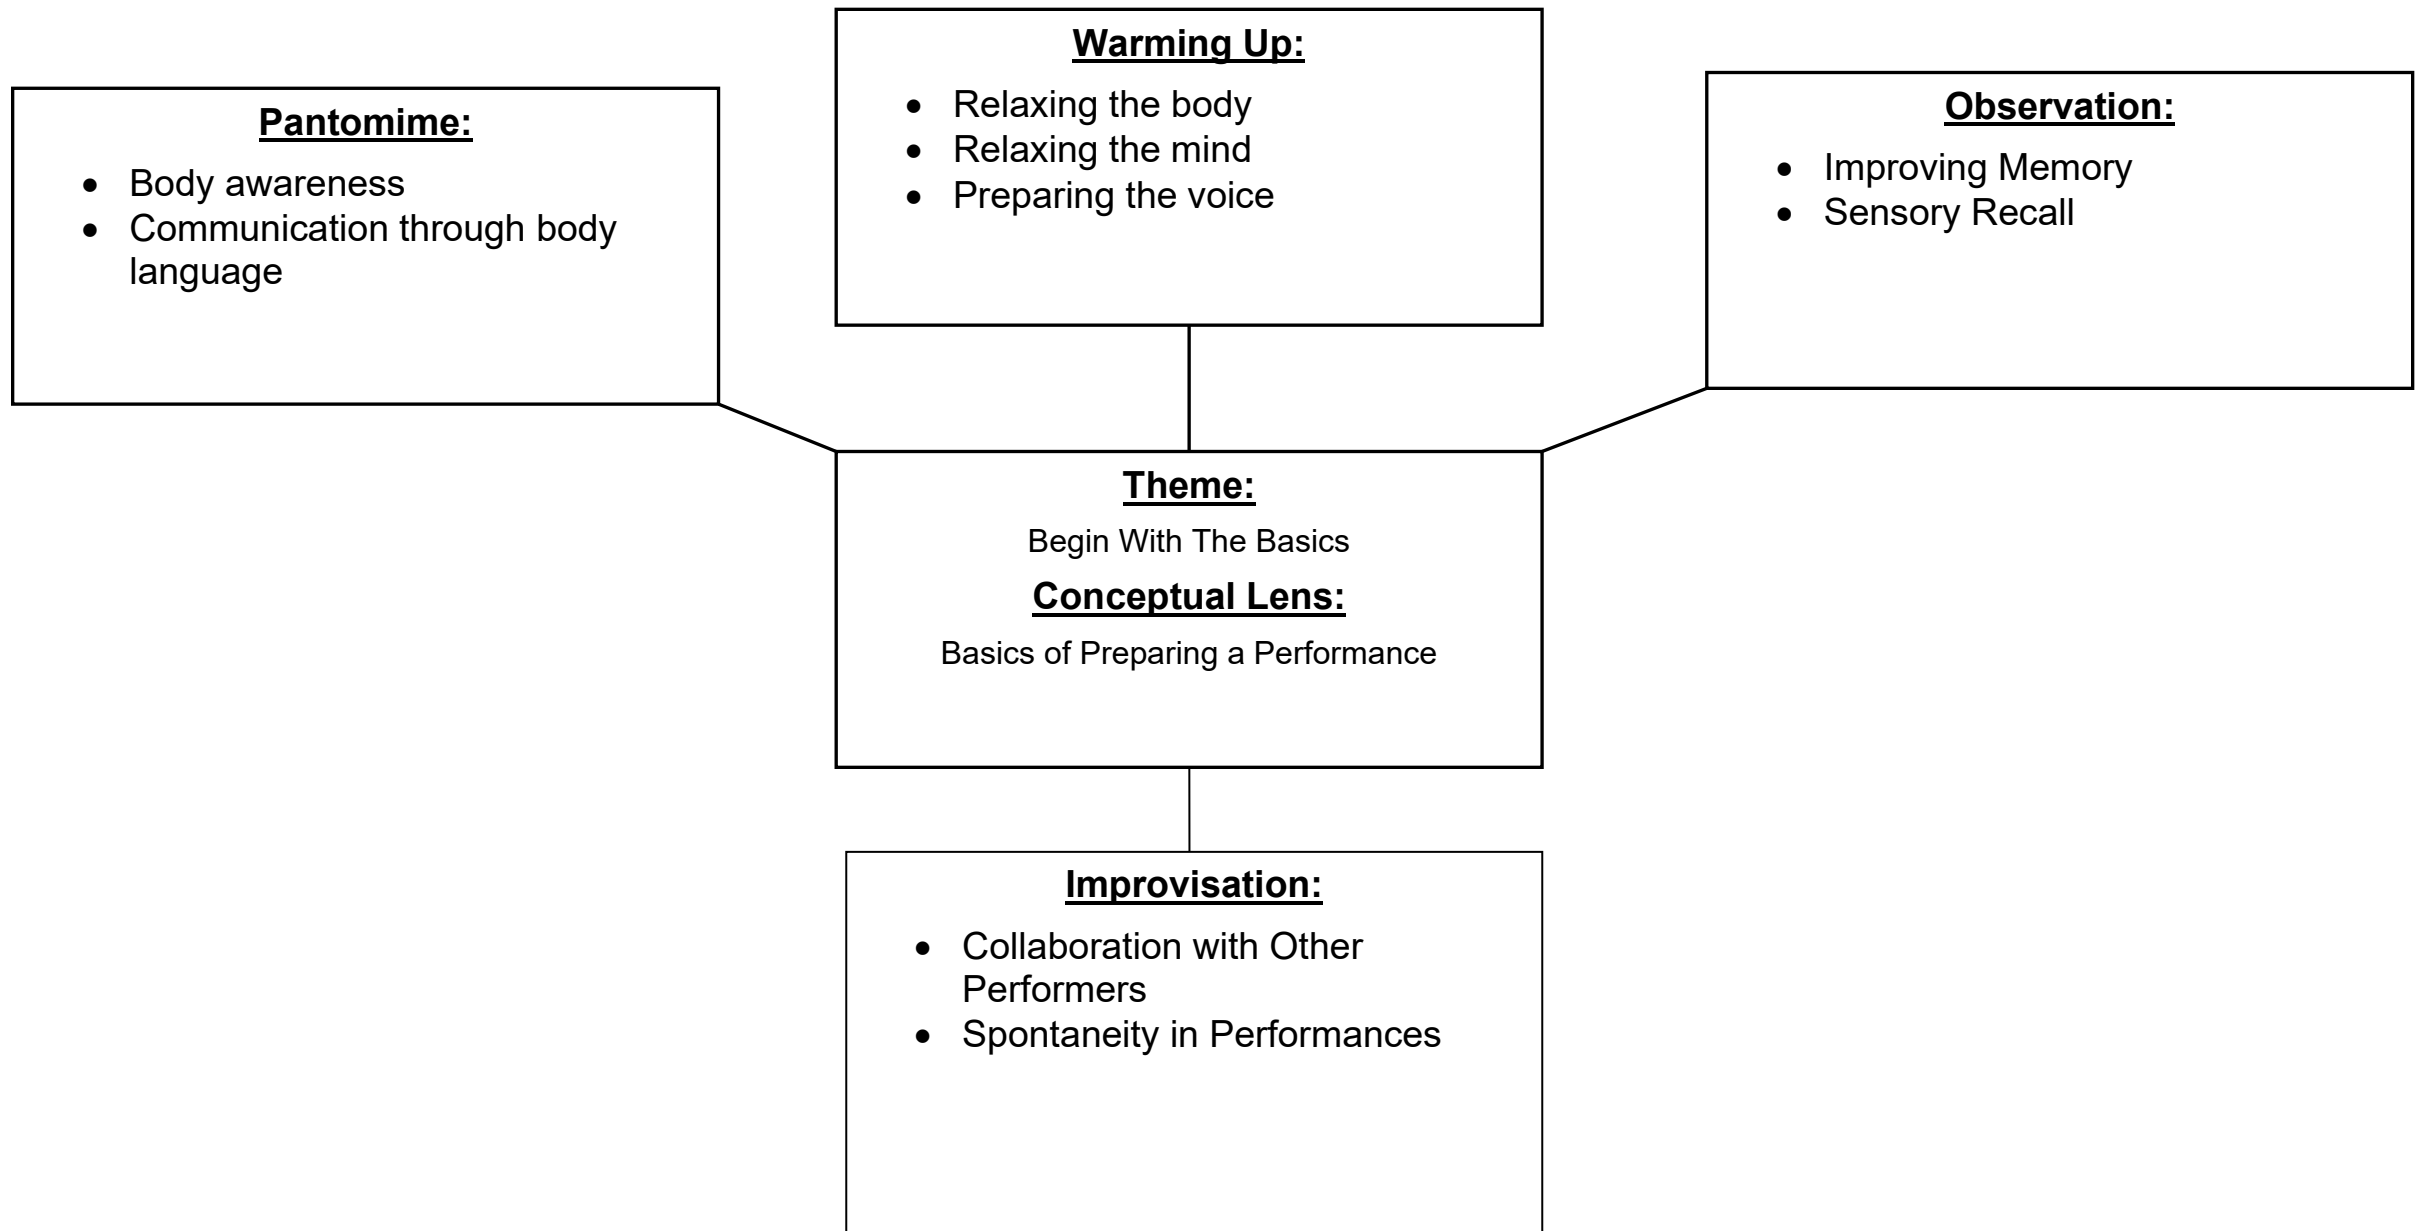 Warming Up:
• Relaxing the body
• Relaxing the mind
• Preparing the voice
Pantomime:
• Body awareness
• Communication through body
language
Observation:
• Improving Memory
• Sensory Recall
Theme:
Begin With The Basics
Conceptual Lens:
Basics of Preparing a Performance
Improvisation:
• Collaboration with Other
Performers
• Spontaneity in Performances